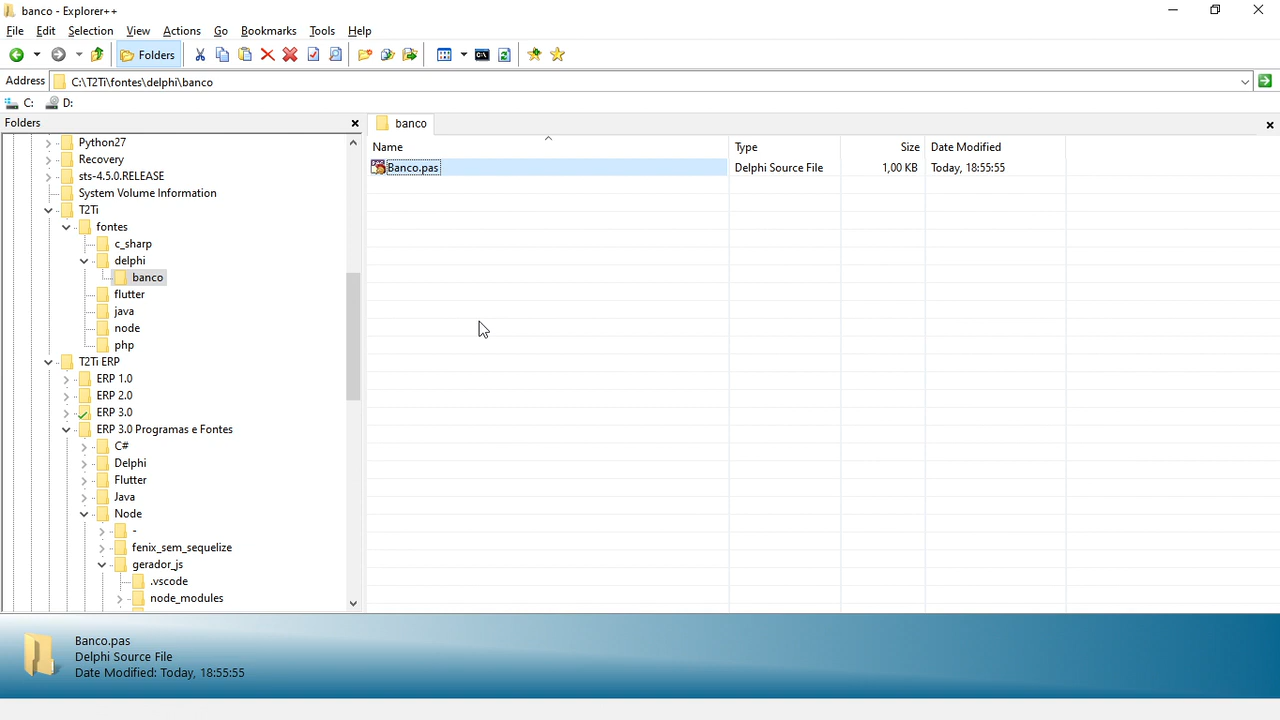 banco - Explorer++
File Edit Selection View Actions Go Bookmarks Tools Help
Folders
Address C:\T2Ti\fontes\delphi\banco
C: D:
Folders
banco
Name Type Size Date Modified
Banco.pas Delphi Source File 1,00 KB Today, 18:55:55
Python27
Recovery
sts-4.5.0.RELEASE
System Volume Information
T2Ti
fontes
c_sharp
delphi
banco
flutter
java
node
php
T2Ti ERP
ERP 1.0
ERP 2.0
ERP 3.0
ERP 3.0 Programas e Fontes
C#
Delphi
Flutter
Java
Node
-
fenix_sem_sequelize
gerador_js
.vscode
node_modules
Banco.pas
Delphi Source File
Date Modified: Today, 18:55:55